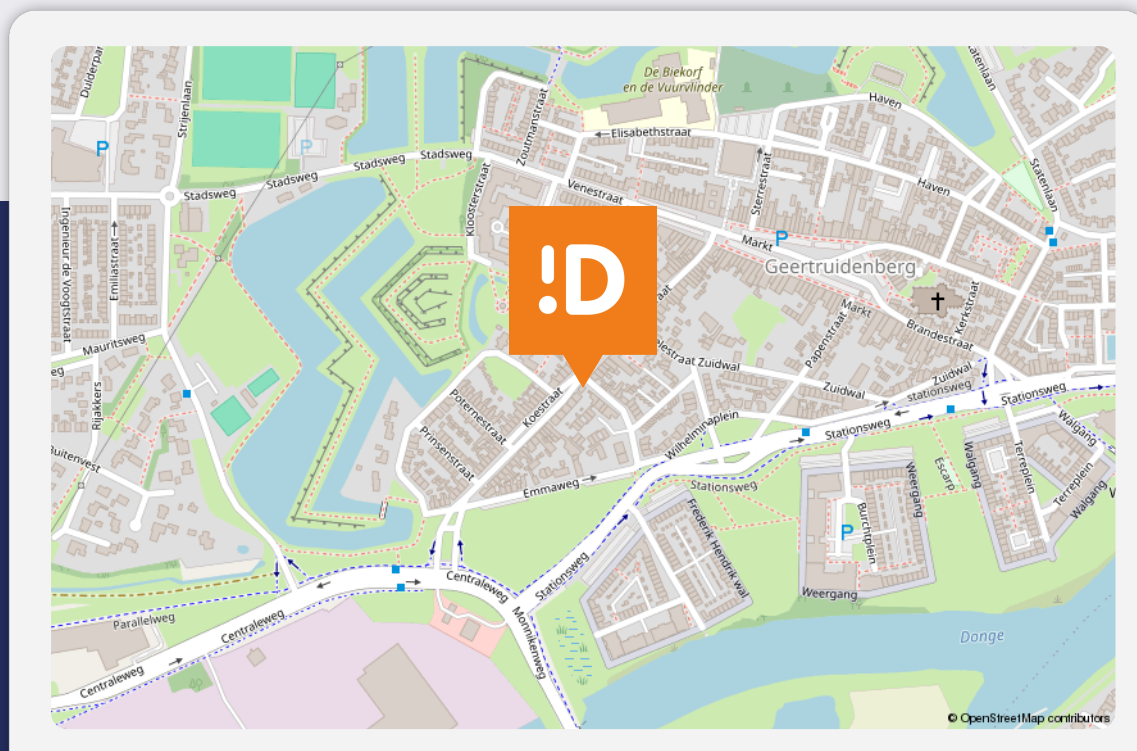 Strijenlaan
De Biekorf
en de Vuurvlinder
Haven
Statenlaan
P
P
Zoutmanstraat
Elisabethstraat
Stadsweg
Stadsweg
Stadsweg
Stadsweg
Kloosterstraat
Venestraat
Sterrestraat
Haven
Statenlaan
Ingenieur de Voogtstraat
Emiliastraat
Markt
P
Geertruidenberg
!D
Markt
Kerkstraat
Brandestraat
Papenstraat
Mauritsweg
Zuidwal
Zuidwal
Zuidwal
stationsweg
Stationsweg
Rijakkers
Poternestraat
Koestraat
Prinsenstraat
Wilhelminaplein
Stationsweg
Walgang
Buitenvest
Emmaweg
Stationsweg
Weergang
Escarp
Walgang
Terreplein
Terreplein
Walgang
Frederik Hendrik wal
Burchtplein
P
Stationsweg
Centraleweg
Weergang
Parallelweg
Centraleweg
Monnikenweg
Donge
Centraleweg
© OpenStreetMap contributors